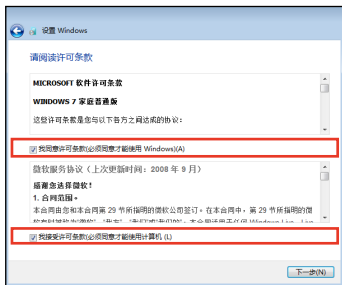 设置 Windows
请阅读许可条款
MICROSOFT 软件许可条款
WINDOWS 7 家庭普通版
这些许可条款是您与以下各方之间达成的协议:
我同意许可条款(必须同意才能使用 Windows)(A)
微软服务协议(上次更新时间:2008 年 9 月)
感谢您选择微软!
1. 合同范围。
本合同由您和本合同第 29 节所指明的微软公司签订。在本合同中,第 29 节所指明的微
我接受许可条款(必须同意才能使用计算机 (L)
下一步(N)